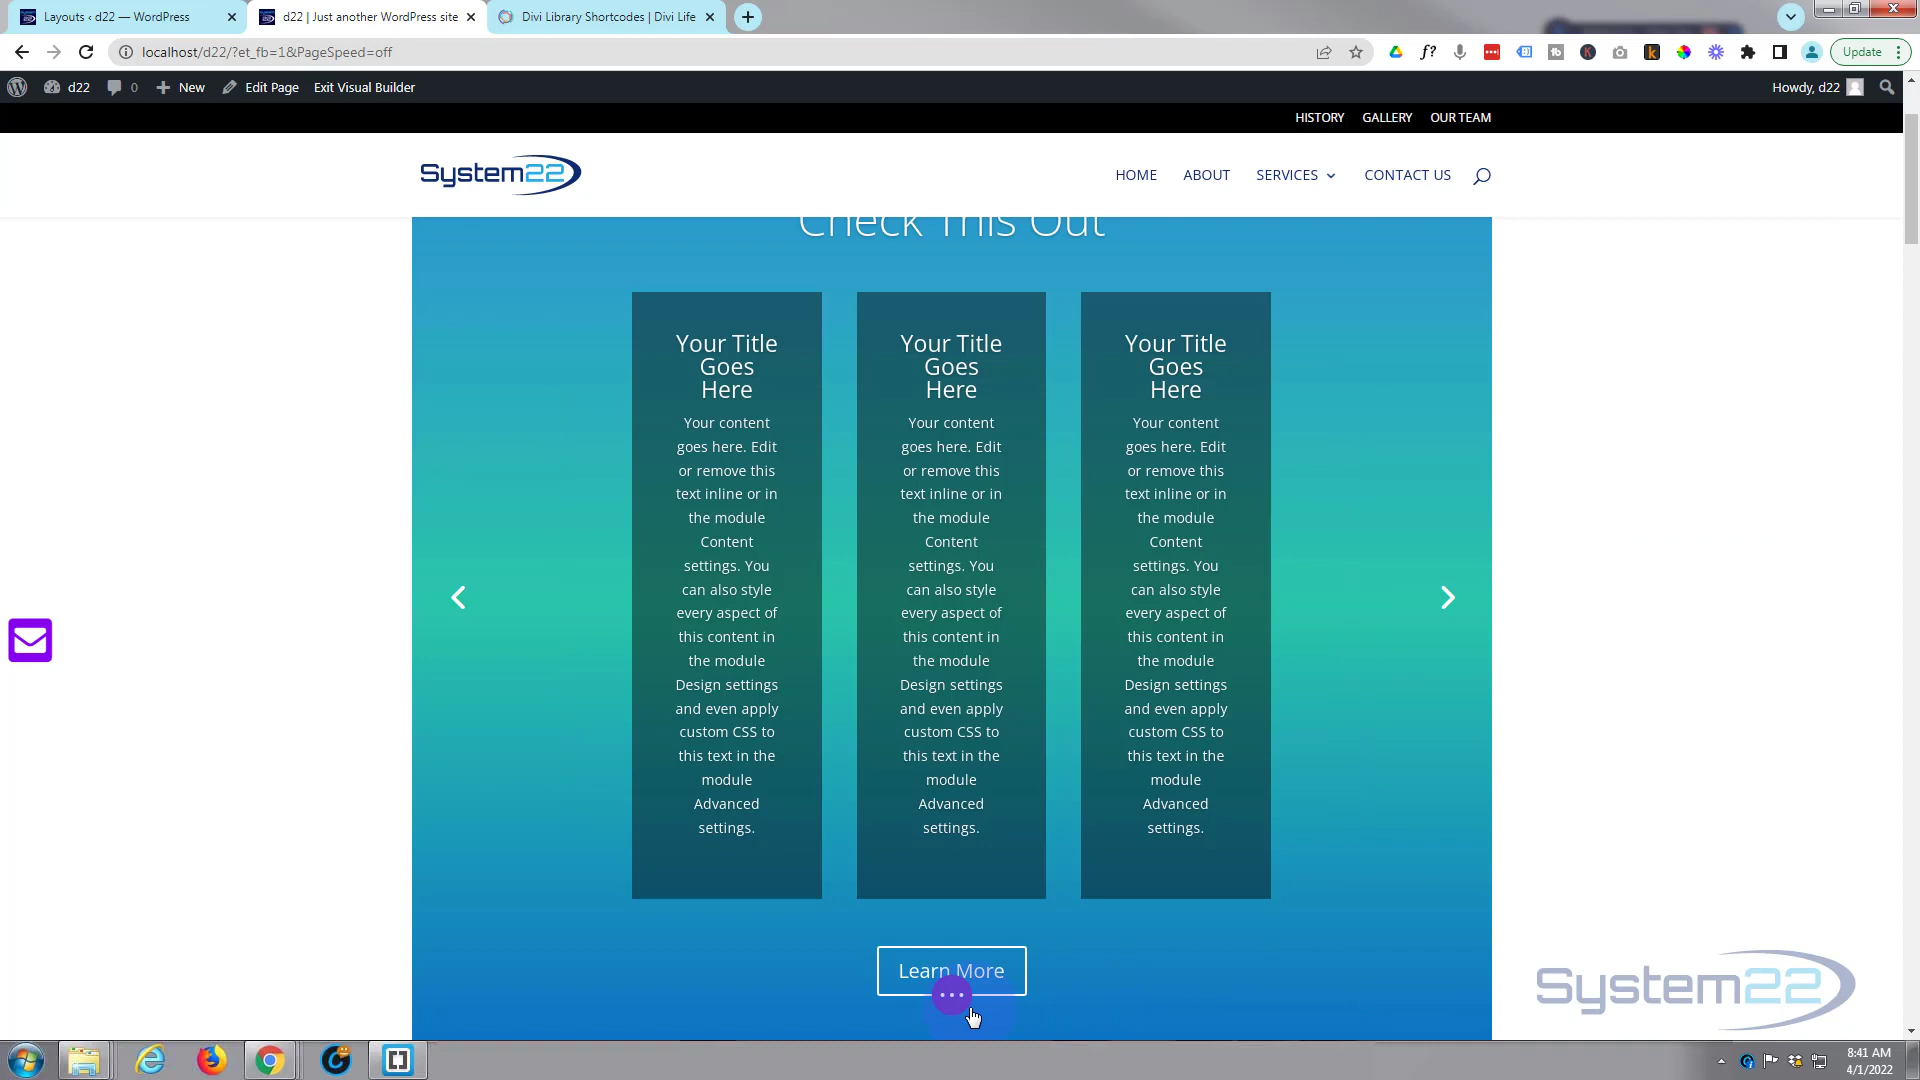 Layouts ‹ d22 — WordPress
d22 | Just another WordPress site
Divi Library Shortcodes | Divi Life
localhost/d22/?et_fb=1&PageSpeed=off
Update
d22
0
New
Edit Page
Exit Visual Builder
Howdy, d22
HISTORY
GALLERY
OUR TEAM
System22
HOME
ABOUT
SERVICES
CONTACT US
Check This Out
Your Title
Goes
Here
Your content
goes here. Edit
or remove this
text inline or in
the module
Content
settings. You
can also style
every aspect of
this content in
the module
Design settings
and even apply
custom CSS to
this text in the
module
Advanced
settings.
Your Title
Goes
Here
Your content
goes here. Edit
or remove this
text inline or in
the module
Content
settings. You
can also style
every aspect of
this content in
the module
Design settings
and even apply
custom CSS to
this text in the
module
Advanced
settings.
Your Title
Goes
Here
Your content
goes here. Edit
or remove this
text inline or in
the module
Content
settings. You
can also style
every aspect of
this content in
the module
Design settings
and even apply
custom CSS to
this text in the
module
Advanced
settings.
Learn More
System22
8:41 AM
4/1/2022